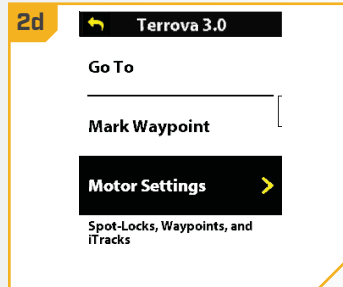 2d
Terrova 3.0
Go To
Mark Waypoint
Motor Settings
Spot-Locks, Waypoints, and
iTracks